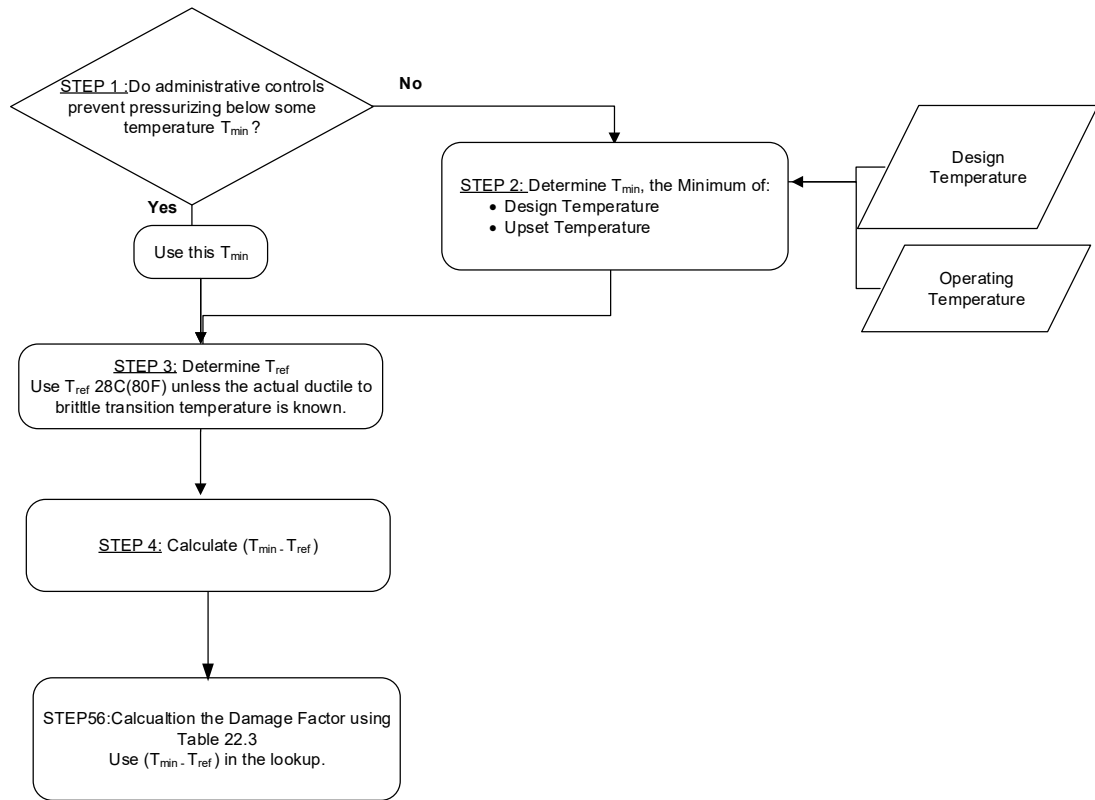 STEP 1 :Do administrative controls
prevent pressurizing below some
temperature Tmin ?
No
Yes
Use this Tmin
STEP 2: Determine Tmin, the Minimum of:
• Design Temperature
• Upset Temperature
Design
Temperature
Operating
Temperature
STEP 3: Determine Tref
Use Tref 28C(80F) unless the actual ductile to
britltle transition temperature is known.
STEP 4: Calculate (Tmin - Tref)
STEP56:Calcualtion the Damage Factor using
Table 22.3
Use (Tmin - Tref) in the lookup.